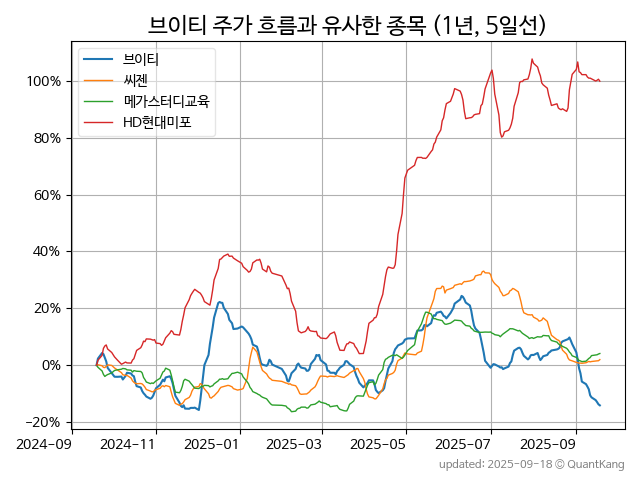 브이티 주가 흐름과 유사한 종목 (1년, 5일선)
브이티
씨젠
메가스터디교육
HD현대미포
100%
80%
60%
40%
20%
0%
−20%
2024-09
2024-11
2025-01
2025-03
2025-05
2025-07
2025-09
updated: 2025-09-18 © QuantKang